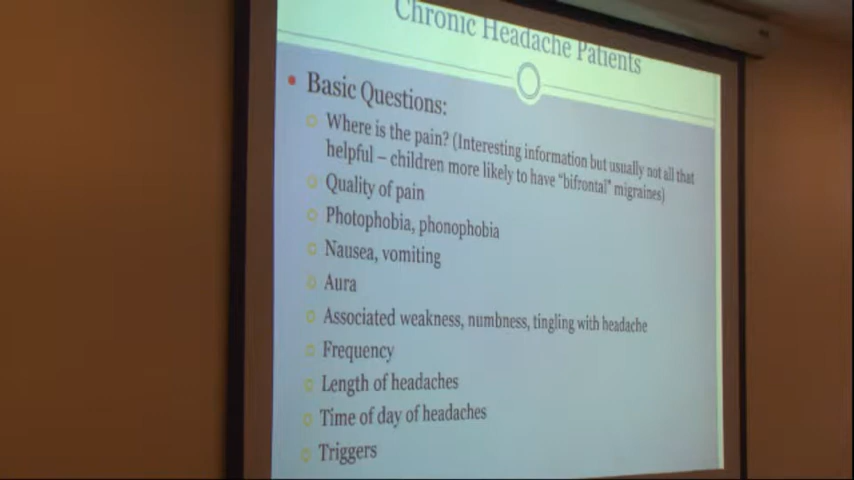 Chronic Headache Patients
Basic Questions:
Where is the pain? (Interesting information but usually not all that
helpful – children more likely to have "bifrontal" migraines)
Quality of pain
Photophobia, phonophobia
Nausea, vomiting
Aura
Associated weakness, numbness, tingling with headache
Frequency
Length of headaches
Time of day of headaches
Triggers